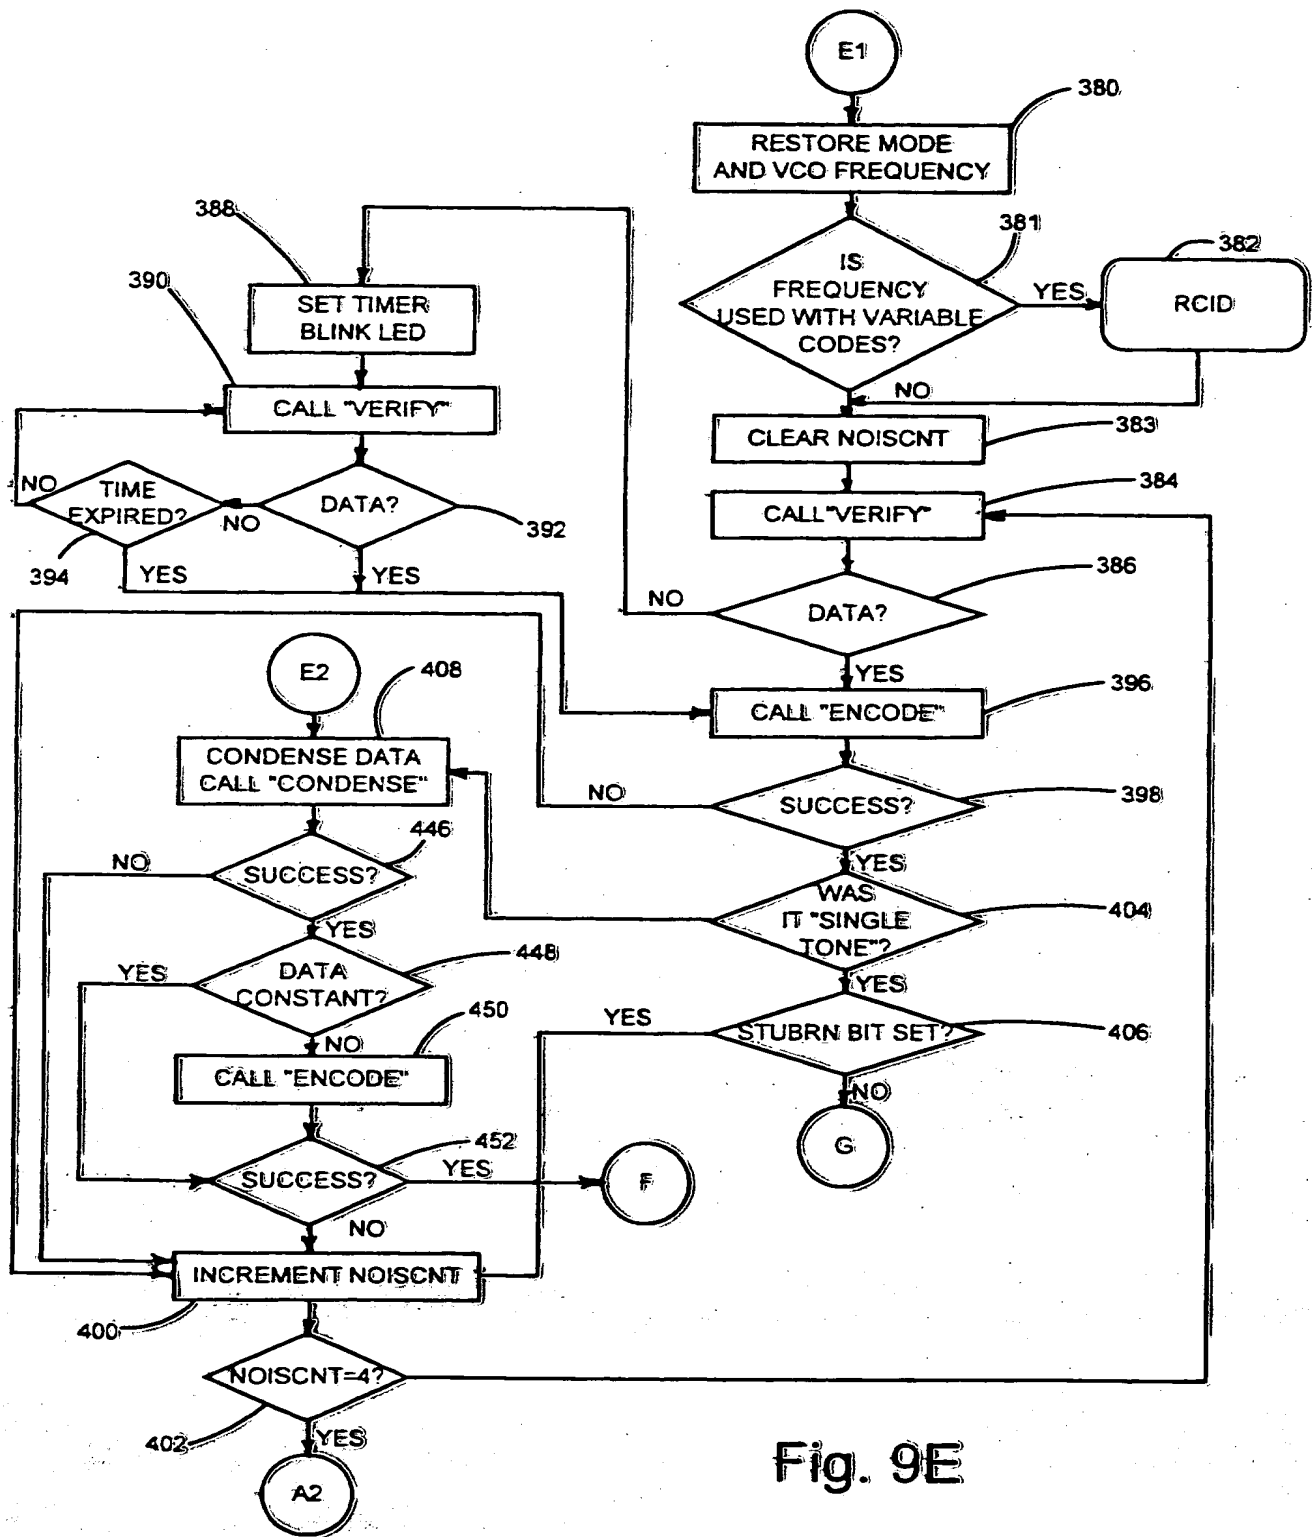 E1
380
RESTORE MODE
AND VCO FREQUENCY
388
381
382
IS
FREQUENCY
USED WITH VARIABLE
CODES?
YES
RCID
390
SET TIMER
BLINK LED
NO
CALL "VERIFY"
CLEAR NOISCNT
383
384
NO
TIME
EXPIRED?
NO
DATA?
392
CALL "VERIFY"
394
YES
YES
386
NO
DATA?
E2
408
YES
396
CALL "ENCODE"
CONDENSE DATA
CALL "CONDENSE"
NO
SUCCESS?
398
446
NO
SUCCESS?
YES
WAS
IT "SINGLE
TONE"?
404
YES
448
YES
DATA
CONSTANT?
YES
450
YES
STUBRN BIT SET?
406
NO
CALL "ENCODE"
NO
G
452
SUCCESS?
YES
F
NO
INCREMENT NOISCNT
400
NOISCNT=4?
402
YES
A2
Fig. 9E